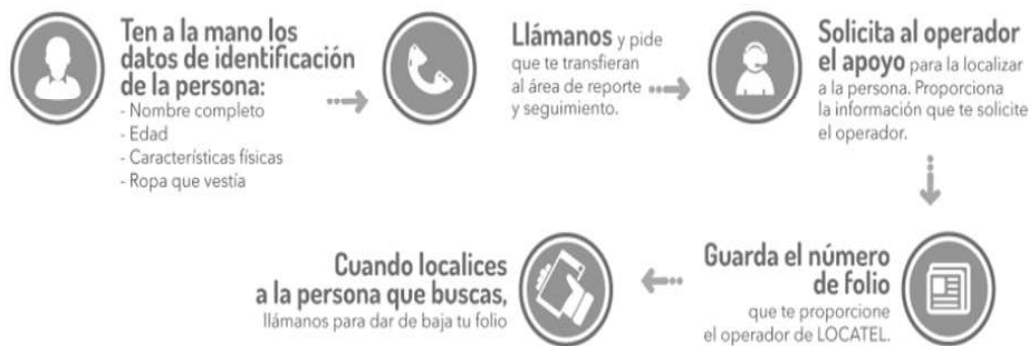 Ten a la mano los
datos de identificación
de la persona:
- Nombre completo
- Edad
- Características físicas
- Ropa que vestía
Llámanos y pide
que te transfieran
al área de reporte
y seguimiento.
Solicita al operador
el apoyo para la localizar
a la persona. Proporciona
la información que te solicite
el operador.
Guarda el número
de folio
que te proporcione
el operador de LOCATEL.
Cuando localices
a la persona que buscas,
llámanos para dar de baja tu folio